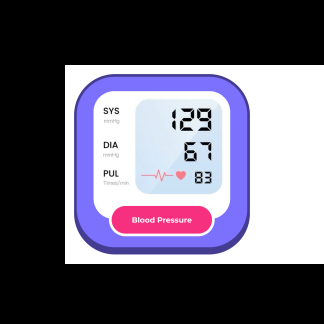 SYS 129
mmHg
DIA 67
mmHg
PUL 83
Times/min
Blood Pressure